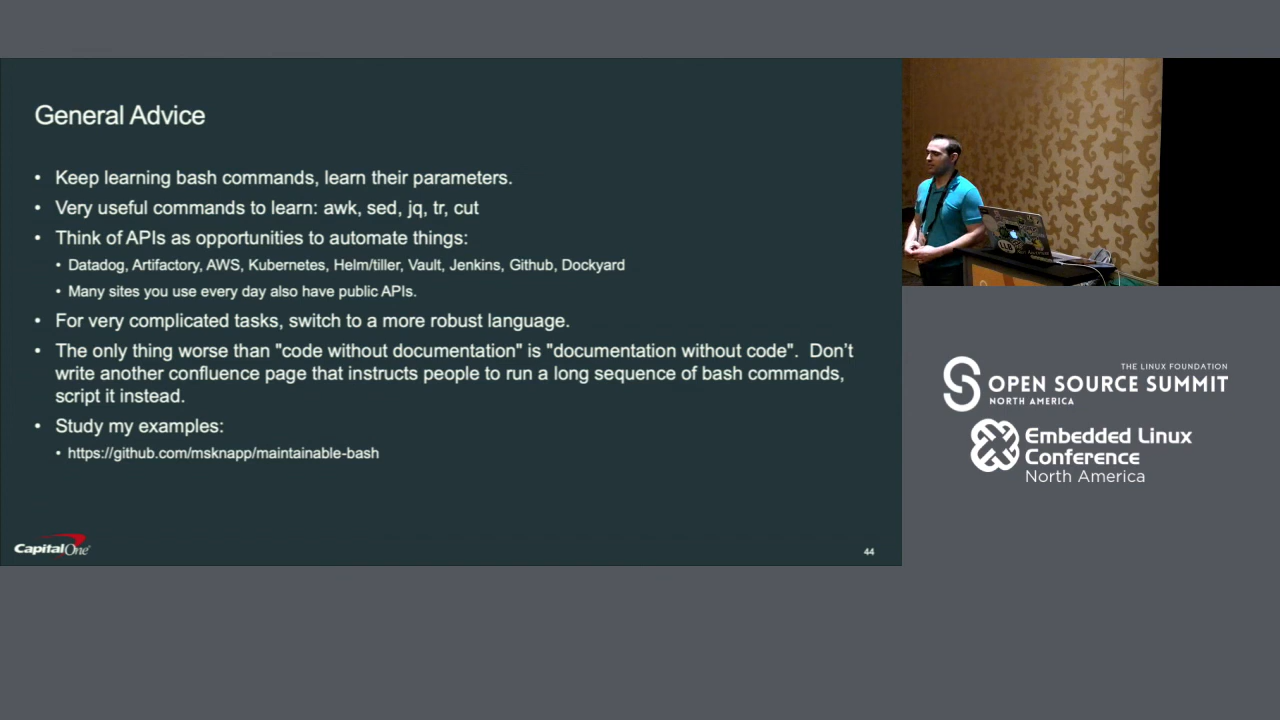 General Advice
• Keep learning bash commands, learn their parameters.
• Very useful commands to learn: awk, sed, jq, tr, cut
• Think of APIs as opportunities to automate things:
• Datadog, Artifactory, AWS, Kubernetes, Helm/tiller, Vault, Jenkins, Github, Dockyard
• Many sites you use every day also have public APIs.
• For very complicated tasks, switch to a more robust language.
• The only thing worse than "code without documentation" is "documentation without code". Don't
write another confluence page that instructs people to run a long sequence of bash commands,
script it instead.
• Study my examples:
• https://github.com/msknapp/maintainable-bash
Capital One
44
THE LINUX FOUNDATION
OPEN SOURCE SUMMIT
NORTH AMERICA
Embedded Linux
Conference
North America